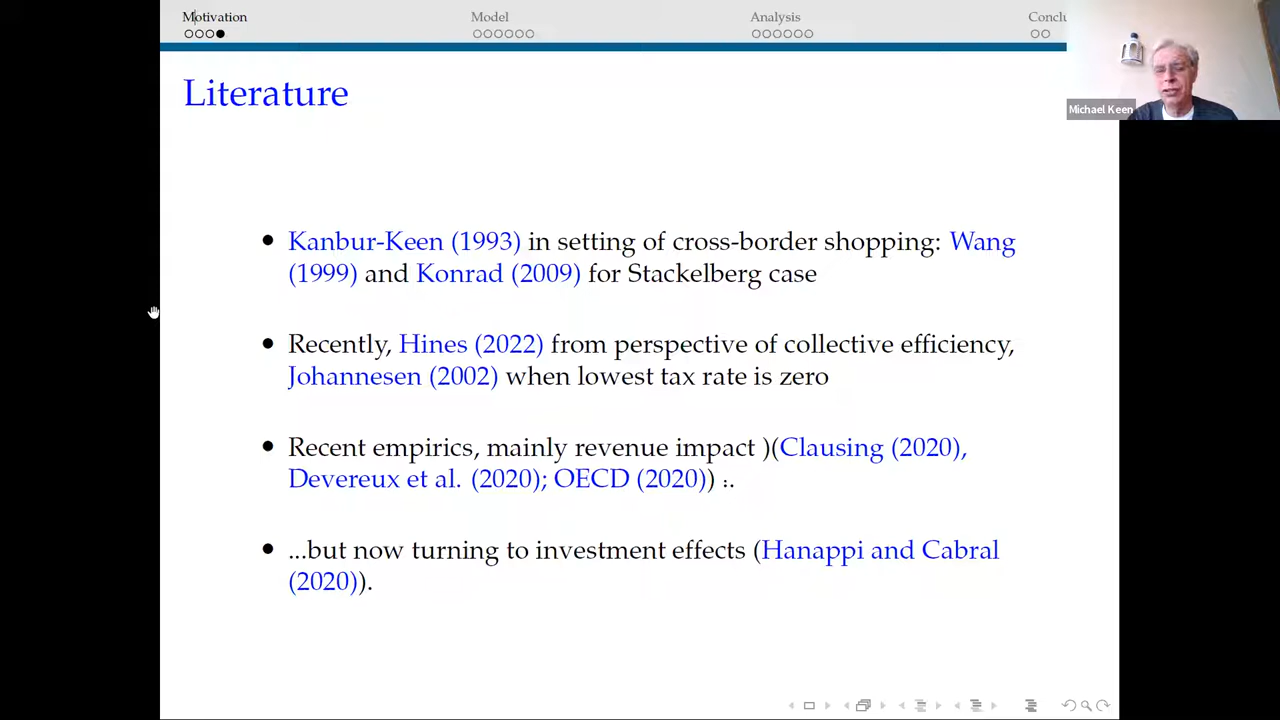 Motivation Model Analysis Conclu
Michael Keen
Literature
• Kanbur-Keen (1993) in setting of cross-border shopping: Wang
(1999) and Konrad (2009) for Stackelberg case
• Recently, Hines (2022) from perspective of collective efficiency,
Johannesen (2002) when lowest tax rate is zero
• Recent empirics, mainly revenue impact )(Clausing (2020),
Devereux et al. (2020); OECD (2020)) :.
• ...but now turning to investment effects (Hanappi and Cabral
(2020)).